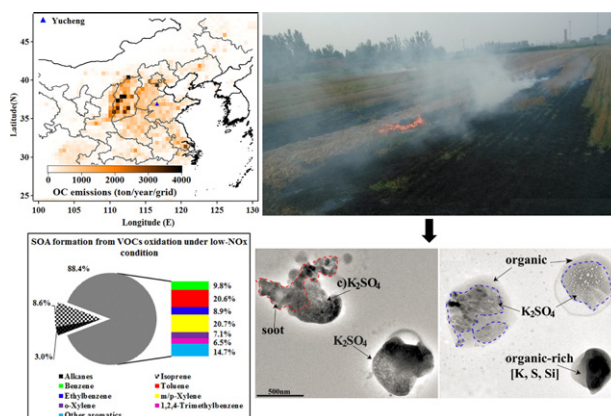 Yucheng
45
40
35
30
25
Latitude(N)
0 1000 2000 3000 4000
OC emissions (ton/year/grid)
100 105 110 115 120 125 130
Longitude (E)
SOA formation from VOCs oxidation under low-NOx
condition
88.4%
8.6%
3.0%
9.8%
20.6%
8.9%
20.7%
7.1%
6.5%
14.7%
Alkanes
Isoprene
Benzene
Toluene
Ethylbenzene
m/p-Xylene
o-Xylene
1,2,4-Trimethylbenzene
Other aromatics
c)K₂SO₄
soot
K₂SO₄
500nm
organic
K₂SO₄
organic-rich
[K, S, Si]